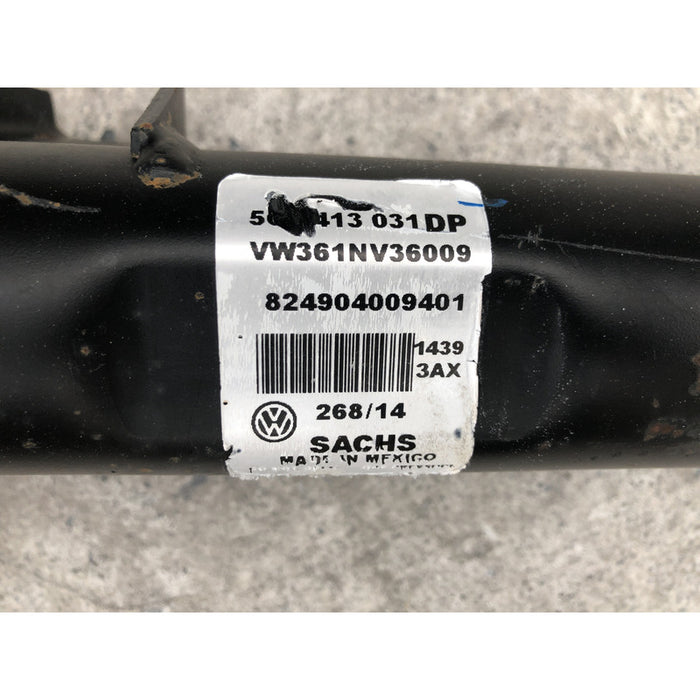 413 031 DP
VW361NV36009
824904009401
1439
3AX
268/14
SACHS
MADE IN MEXICO